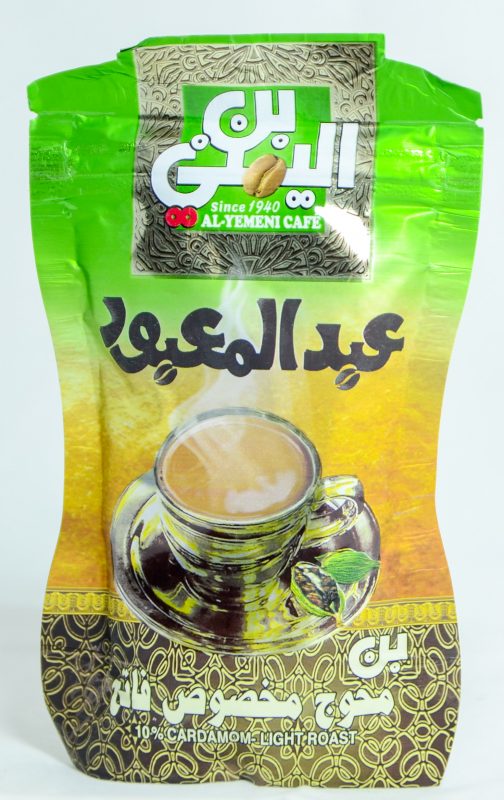 بن
اليمني
Since 1940
AL-YEMENI CAFE
عبد المعبود
بن
محوج مخصوص فاتح
10% CARDAMOM-LIGHT ROAST